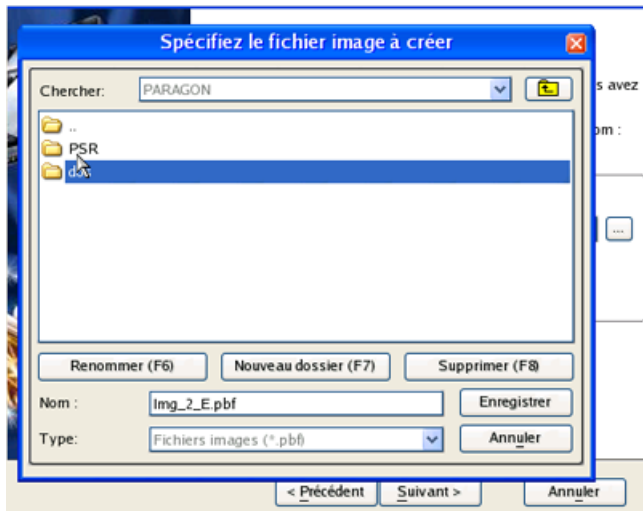 Spécifiez le fichier image à créer
Chercher: PARAGON
s avez
om :
..
PSR
...
Renommer (F6) Nouveau dossier (F7) Supprimer (F8)
Nom : Img_2_E.pbf Enregistrer
Type: Fichiers images (*.pbf) Annuler
< Précédent Suivant > Annuler